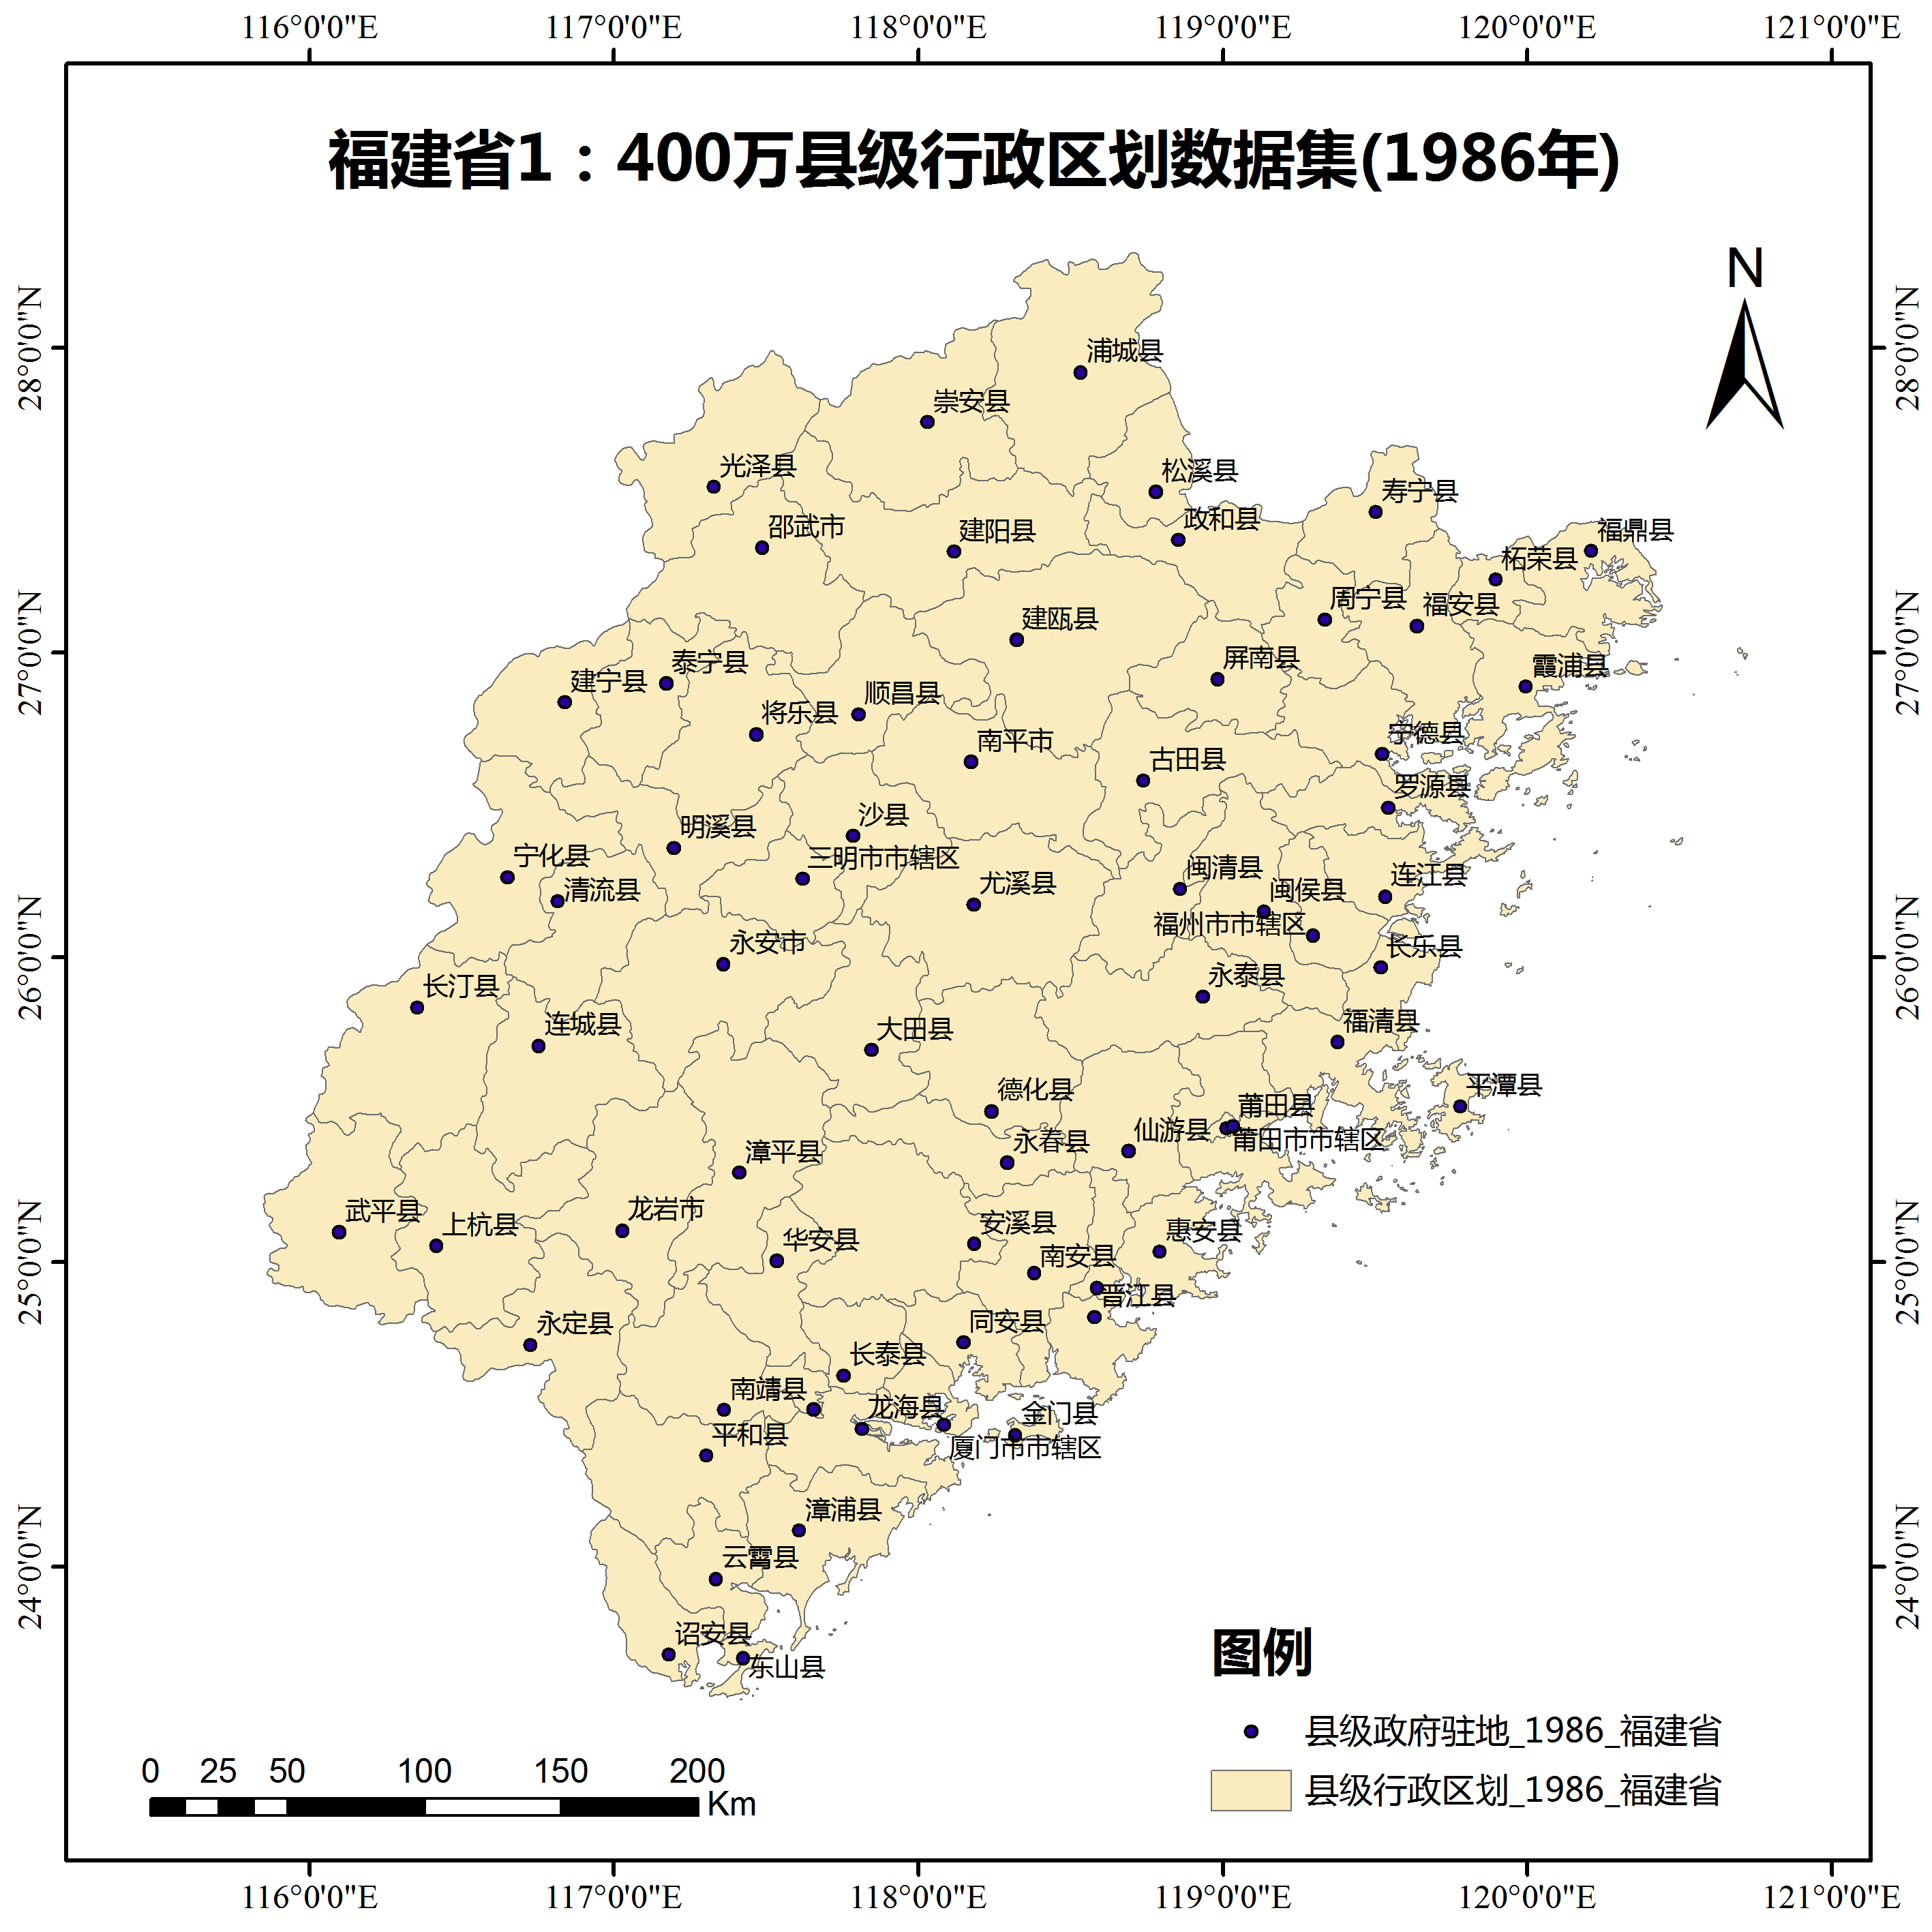 116°0'0"E 117°0'0"E 118°0'0"E 119°0'0"E 120°0'0"E 121°0'0"E
福建省1：400万县级行政区划数据集(1986年)
N
28°0'0"N
28°0'0"N
27°0'0"N
27°0'0"N
26°0'0"N
26°0'0"N
25°0'0"N
25°0'0"N
24°0'0"N
24°0'0"N
浦城县
崇安县
光泽县
松溪县
寿宁县
政和县
邵武市
建阳县
福鼎县
柘荣县
周宁县
福安县
建瓯县
屏南县
泰宁县
霞浦县
建宁县
顺昌县
将乐县
宁德县
南平市
古田县
罗源县
沙县
明溪县
宁化县
三明市市辖区
闽清县
连江县
尤溪县
清流县
闽侯县
福州市市辖区
永安市
长乐县
永泰县
长汀县
连城县
福清县
大田县
平潭县
德化县
莆田县
仙游县
莆田市市辖区
永春县
漳平县
武平县
龙岩市
上杭县
安溪县
惠安县
华安县
南安县
晋江县
永定县
同安县
长泰县
南靖县
龙海县
金门县
平和县
厦门市市辖区
漳浦县
云霄县
诏安县
东山县
图例
县级政府驻地_1986_福建省
县级行政区划_1986_福建省
0 25 50 100 150 200
Km
116°0'0"E 117°0'0"E 118°0'0"E 119°0'0"E 120°0'0"E 121°0'0"E